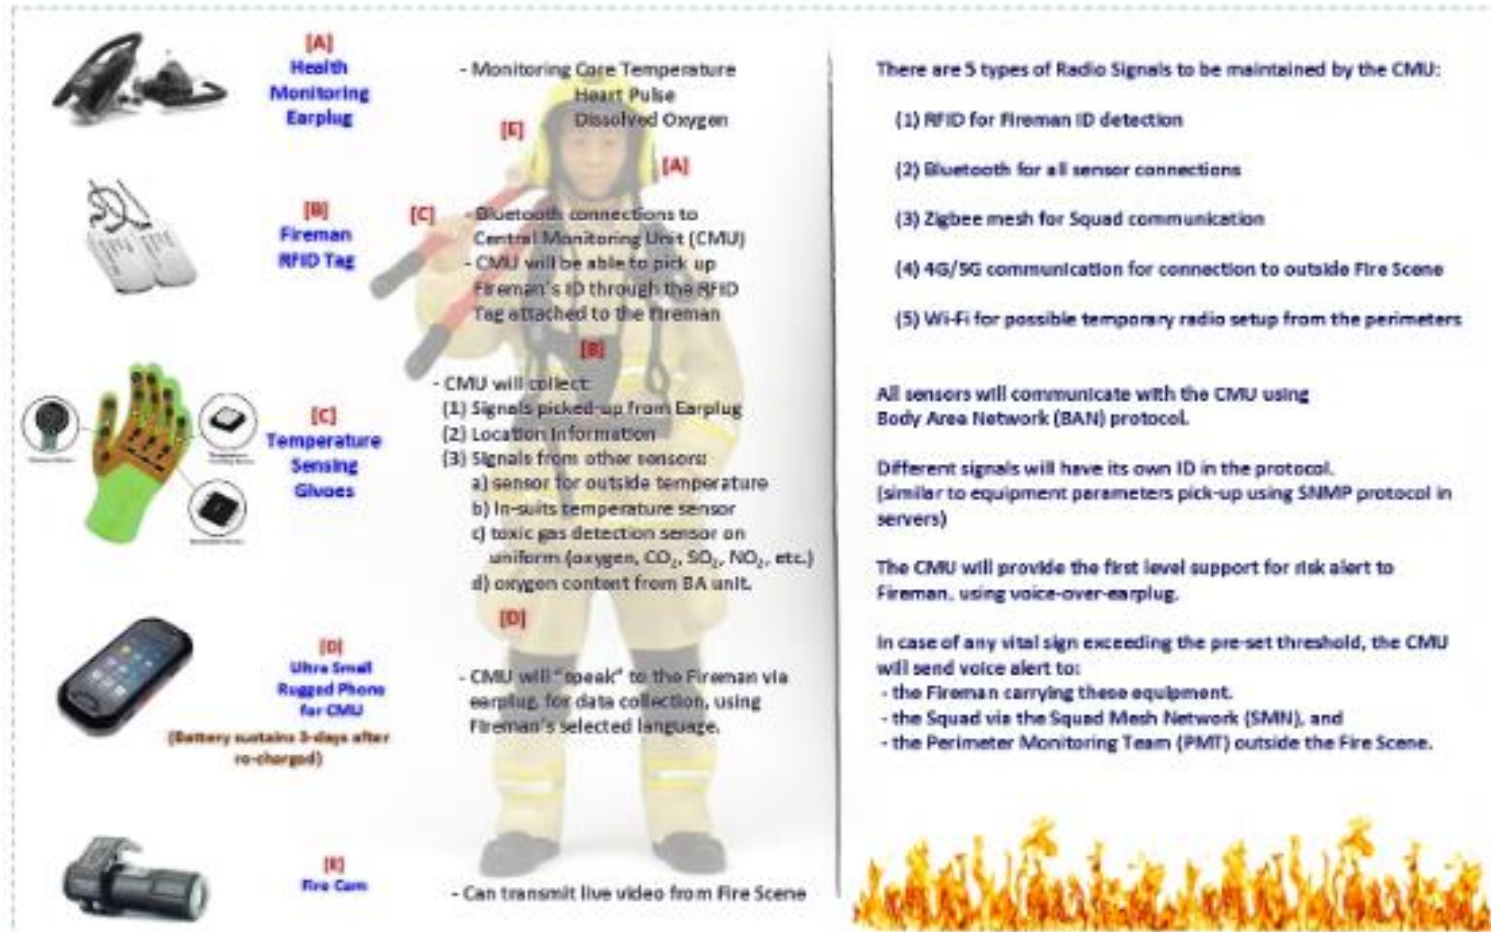 [A]
Health
Monitoring
Earplug
- Monitoring Core Temperature
Heart Pulse
Dissolved Oxygen
[E]
[A]
[B]
Fireman
RFID Tag
[C]
- Bluetooth connections to
Central Monitoring Unit (CMU)
- CMU will be able to pick up
Fireman's ID through the RFID
Tag attached to the Fireman
[B]
[C]
Temperature
Sensing
Gluoes
- CMU will collect:
(1) Signals picked-up from Earplug
(2) Location Information
(3) Signals from other sensors:
a) sensor for outside temperature
b) In-suits temperature sensor
c) toxic gas detection sensor on
uniform (oxygen, CO₂, SO₂, NO₂, etc.)
d) oxygen content from BA unit.
[D]
[D]
Ultra Small
Rugged Phone
for CMU
(Battery sustains 3-days after
re-charged)
- CMU will "speak" to the Fireman via
earplug, for data collection, using
Fireman's selected language.
[E]
Fire Cam
- Can transmit live video from Fire Scene
There are 5 types of Radio Signals to be maintained by the CMU:
(1) RFID for Fireman ID detection
(2) Bluetooth for all sensor connections
(3) Zigbee mesh for Squad communication
(4) 4G/5G communication for connection to outside Fire Scene
(5) Wi-Fi for possible temporary radio setup from the perimeters
All sensors will communicate with the CMU using
Body Area Network (BAN) protocol.
Different signals will have its own ID in the protocol.
(similar to equipment parameters pick-up using SNMP protocol in
servers)
The CMU will provide the first level support for risk alert to
Fireman, using voice-over-earplug.
In case of any vital sign exceeding the pre-set threshold, the CMU
will send voice alert to:
- the Fireman carrying these equipment.
- the Squad via the Squad Mesh Network (SMN), and
- the Perimeter Monitoring Team (PMT) outside the Fire Scene.